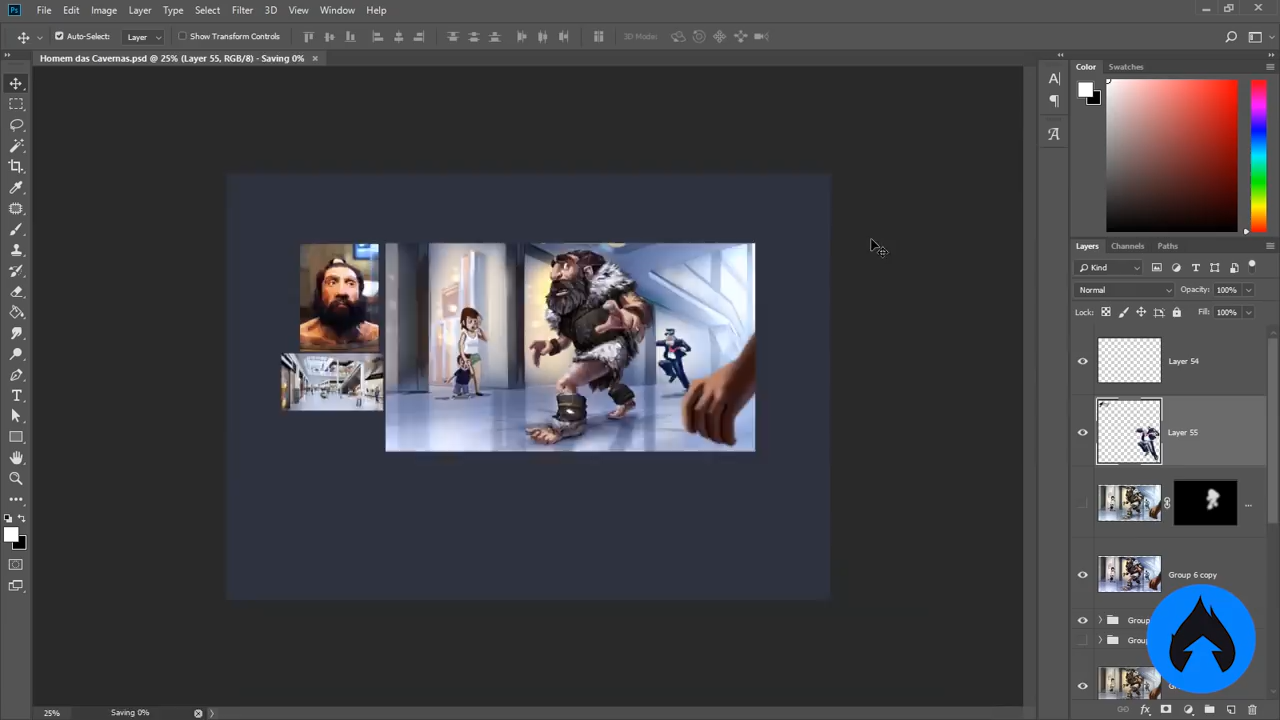 Ps File Edit Image Layer Type Select Filter 3D View Window Help
Auto-Select: Layer Show Transform Controls 3D Mode:
Homem das Cavernas.psd @ 25% (Layer 55, RGB/8) - Saving 0% ×
Color Swatches
Layers Channels Paths
Kind
Normal Opacity: 100%
Lock: Fill: 100%
Layer 54
Layer 55
...
Group 6 copy
Group
25% Saving 0%